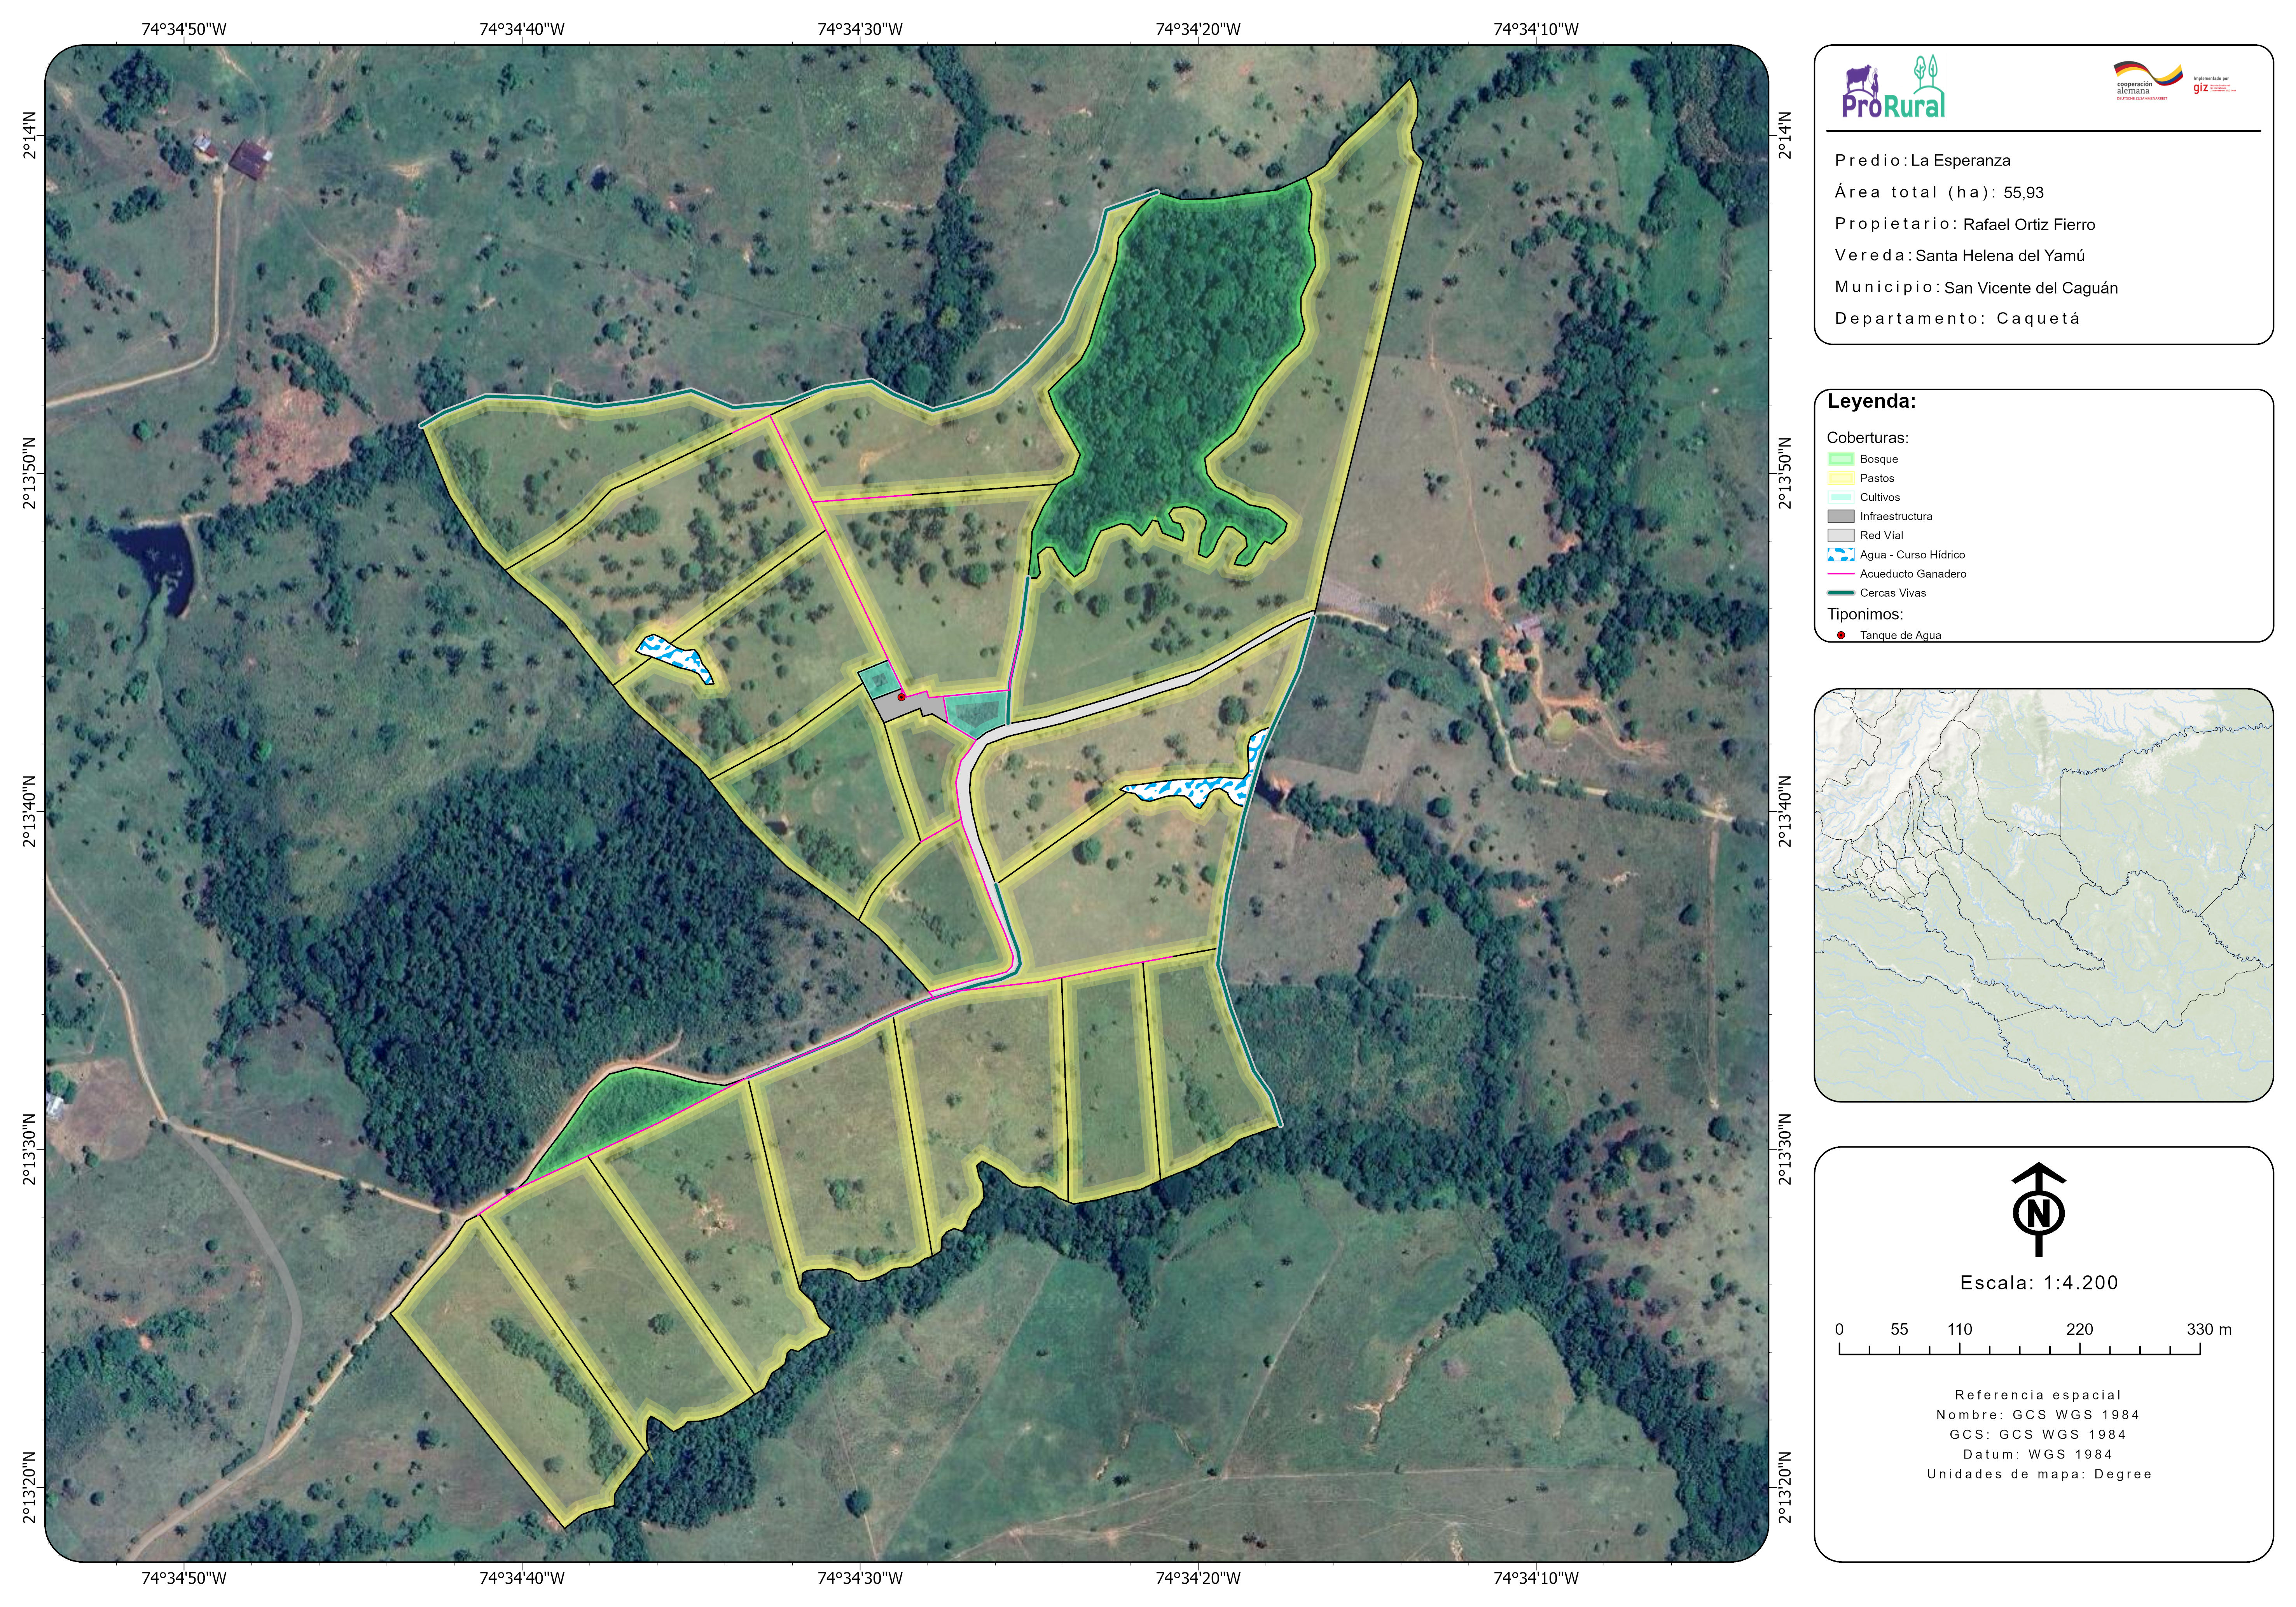 74°34'50"W 74°34'40"W 74°34'30"W 74°34'20"W 74°34'10"W
2°14'N
2°13'50"N
2°13'40"N
2°13'30"N
2°13'20"N
2°14'N
2°13'50"N
2°13'40"N
2°13'30"N
2°13'20"N
74°34'50"W 74°34'40"W 74°34'30"W 74°34'20"W 74°34'10"W
ProRural
cooperación
alemana
DEUTSCHE ZUSAMMENARBEIT
Implementada por
giz
Predio: La Esperanza
Área total (ha): 55,93
Propietario: Rafael Ortiz Fierro
Vereda: Santa Helena del Yamú
Municipio: San Vicente del Caguán
Departamento: Caquetá
Leyenda:
Coberturas:
Bosque
Pastos
Cultivos
Infraestructura
Red Víal
Agua - Curso Hídrico
Acueducto Ganadero
Cercas Vivas
Tiponimos:
Tanque de Agua
N
Escala: 1:4.200
0 55 110 220 330 m
Referencia espacial
Nombre: GCS WGS 1984
GCS: GCS WGS 1984
Datum: WGS 1984
Unidades de mapa: Degree